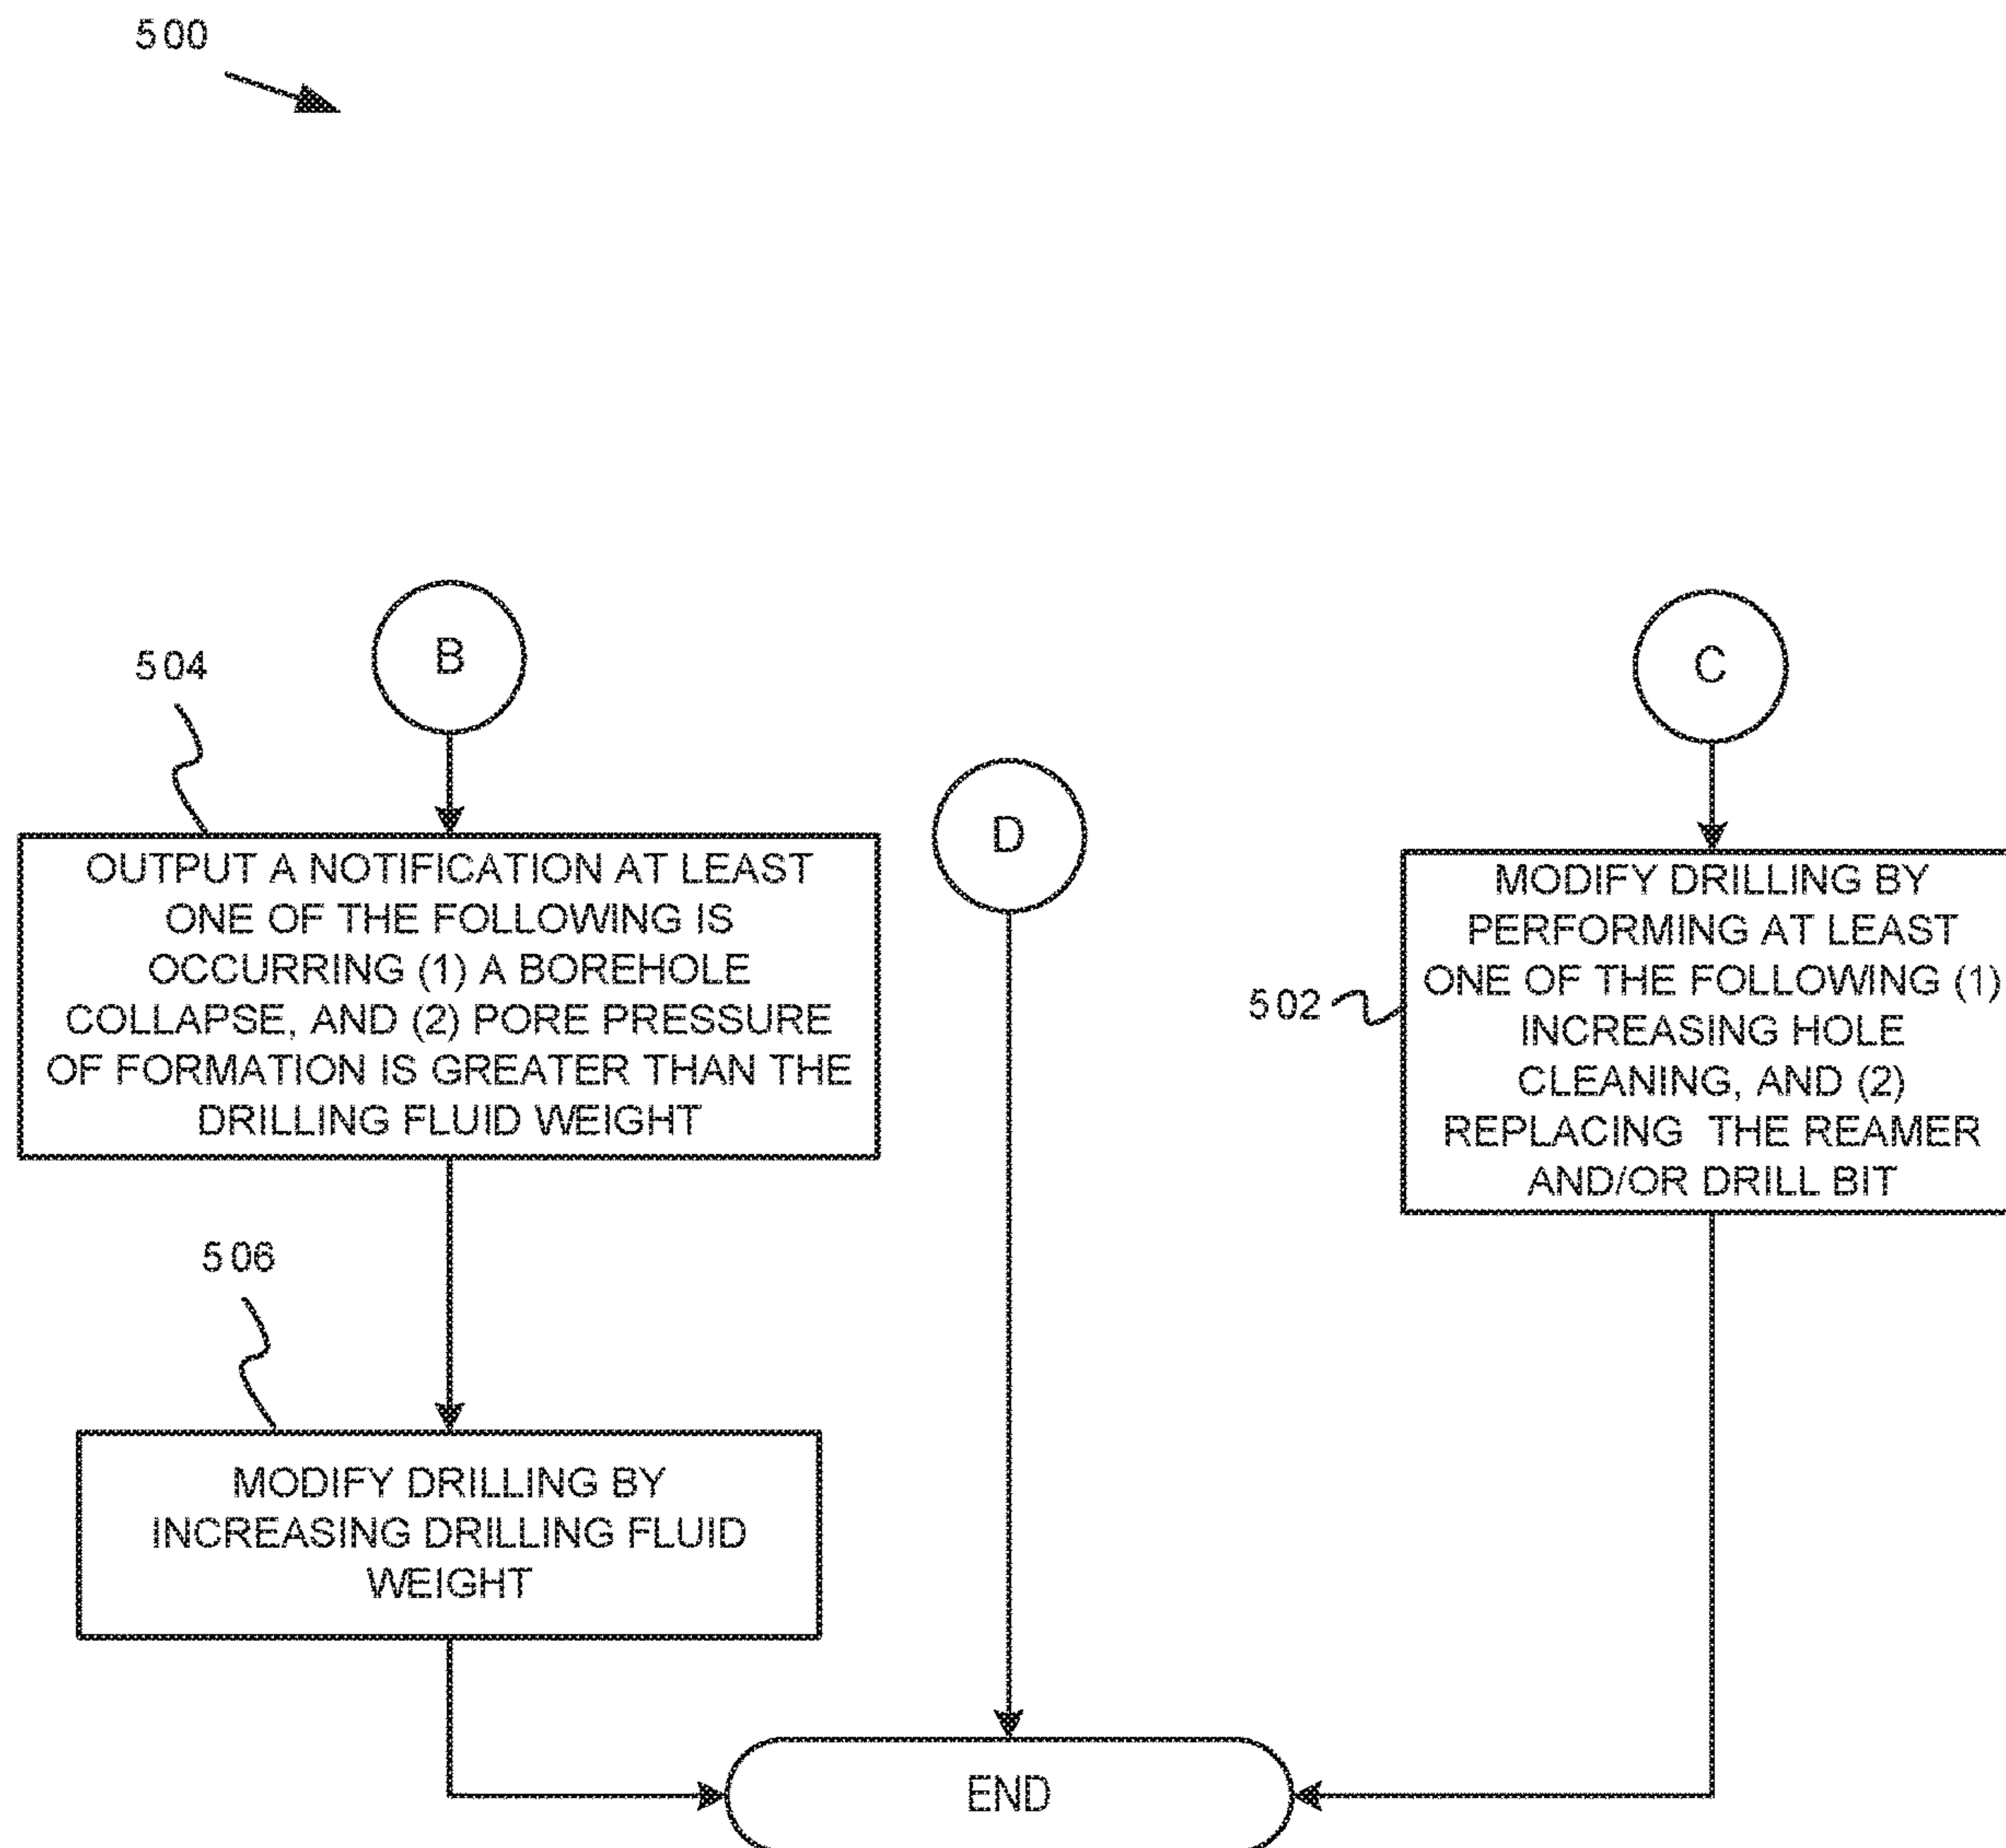 500
B
504
OUTPUT A NOTIFICATION AT LEAST
ONE OF THE FOLLOWING IS
OCCURRING (1) A BOREHOLE
COLLAPSE, AND (2) PORE PRESSURE
OF FORMATION IS GREATER THAN THE
DRILLING FLUID WEIGHT
506
MODIFY DRILLING BY
INCREASING DRILLING FLUID
WEIGHT
D
C
502
MODIFY DRILLING BY
PERFORMING AT LEAST
ONE OF THE FOLLOWING (1)
INCREASING HOLE
CLEANING, AND (2)
REPLACING THE REAMER
AND/OR DRILL BIT
END